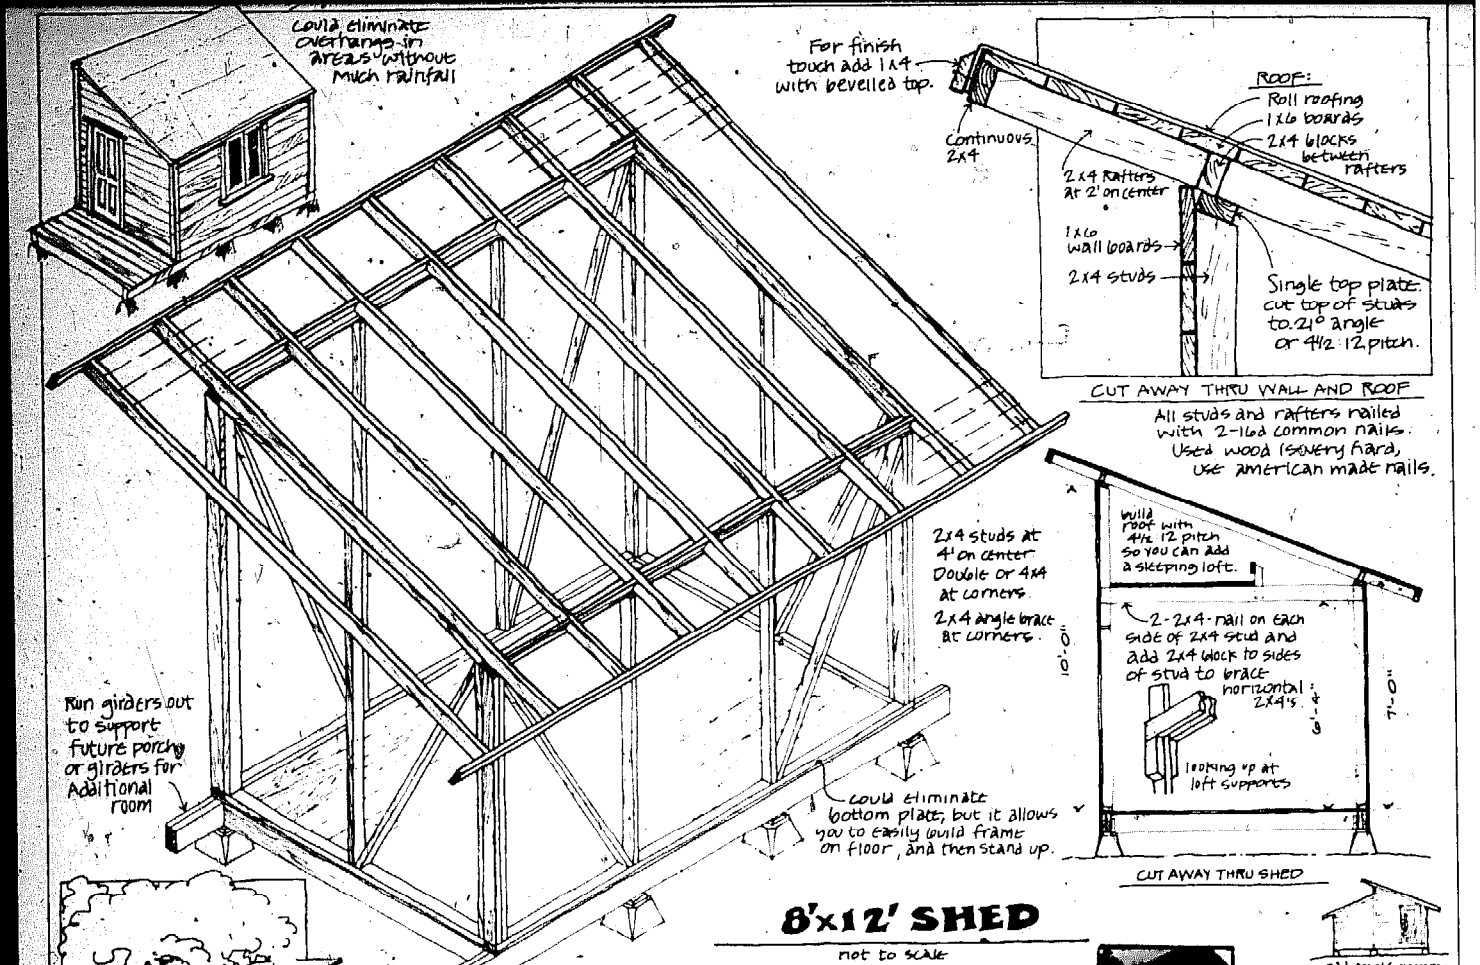 Could eliminate
overhangs in
areas without
much rainfall
For finish
touch add 1x4
with bevelled top.
Continuous
2x4
ROOF:
Roll roofing
1x6 boards
2x4 blocks
between
rafters
2x4 Rafters
at 2' on center
1x6
wall boards
2x4 studs
Single top plate.
cut top of studs
to 21° angle
or 4½:12 pitch.
CUT AWAY THRU WALL AND ROOF
All studs and rafters nailed
with 2-16d common nails.
Used wood is very hard,
use american made nails.
2x4 studs at
4' on center
Double or 4x4
at corners.
2x4 angle brace
at corners.
build
roof with
4½ 12 pitch
so you can add
a sleeping loft.
2-2x4-nail on each
side of 2x4 stud and
add 2x4 block to sides
of stud to brace
horizontal
2x4's.
10'-0"
6'-4"
7'-0"
looking up at
loft supports
CUT AWAY THRU SHED
Run girders out
to support
future porch
or girders for
Additional
room
Could eliminate
bottom plate, but it allows
you to easily build frame
on floor, and then stand up.
8'x12' SHED
not to scale